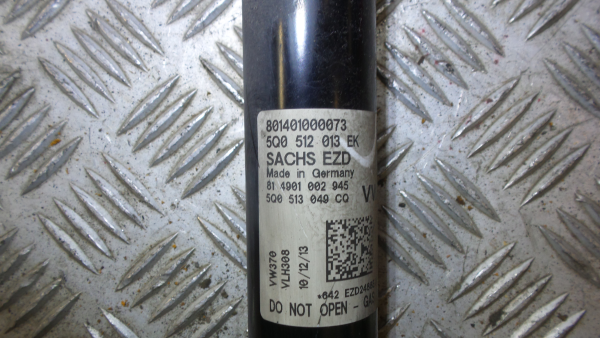 801401000073
5Q0 512 013 EK
SACHS EZD
Made in Germany
81 4901 002 945
5Q0 513 049 CQ
VW370
VLH308
10/12/13
DO NOT OPEN - GAS